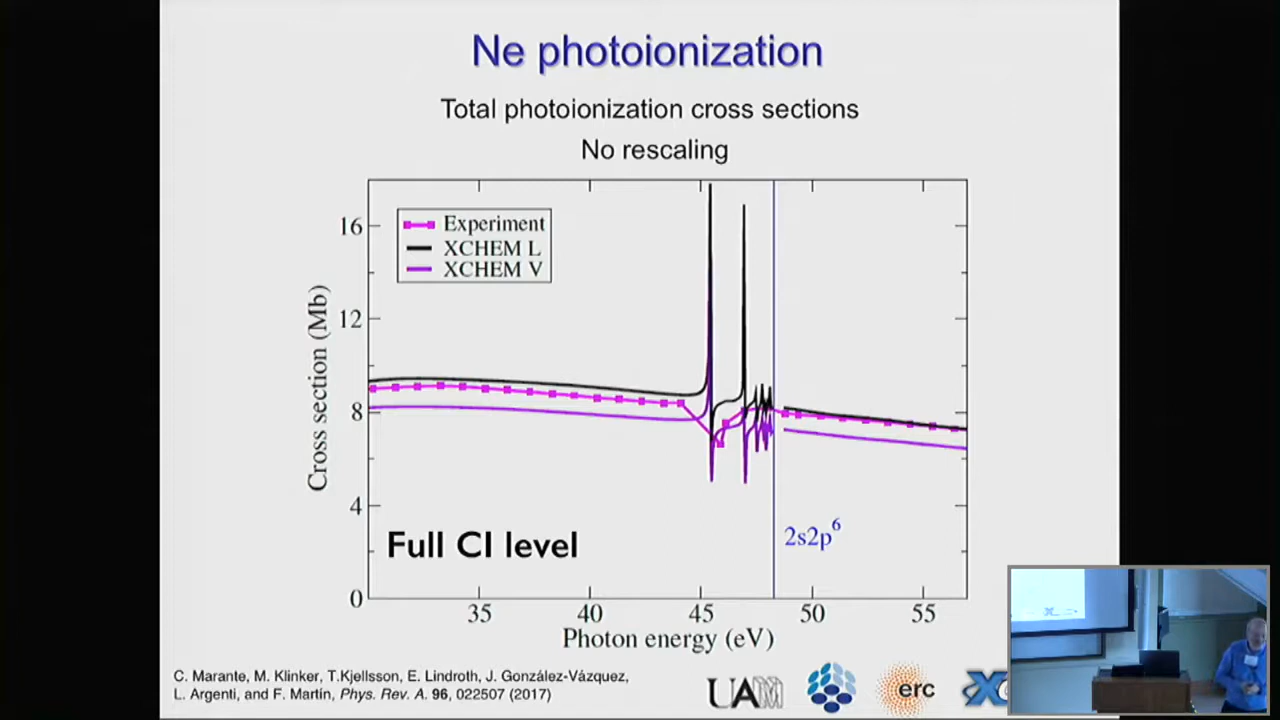 Ne photoionization
Total photoionization cross sections
No rescaling
Experiment
XCHEM L
XCHEM V
16
12
8
4
0
Cross section (Mb)
2s2p6
Full CI level
35
40
45
50
55
Photon energy (eV)
C. Marante, M. Klinker, T.Kjellsson, E. Lindroth, J. González-Vázquez,
L. Argenti, and F. Martín, Phys. Rev. A. 96, 022507 (2017)
UAM
erc